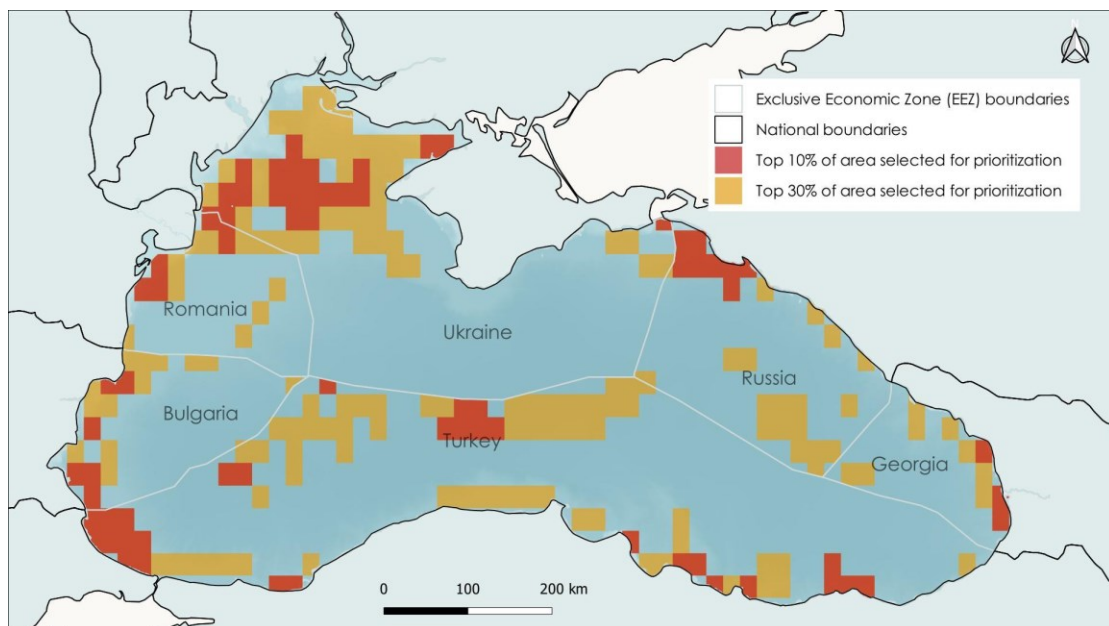 N
Exclusive Economic Zone (EEZ) boundaries
National boundaries
Top 10% of area selected for prioritization
Top 30% of area selected for prioritization
Romania
Ukraine
Russia
Bulgaria
Turkey
Georgia
0 100 200 km